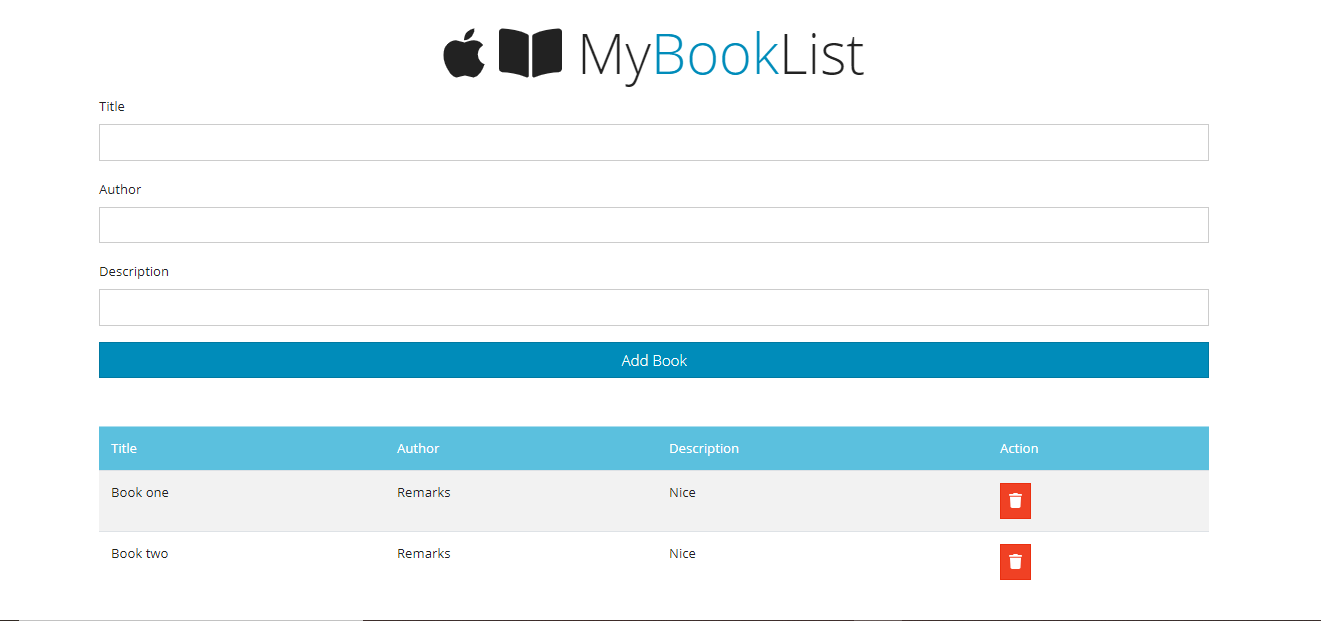 MyBookList
Title
Author
Description
Add Book
Title Author Description Action
Book one Remarks Nice
Book two Remarks Nice